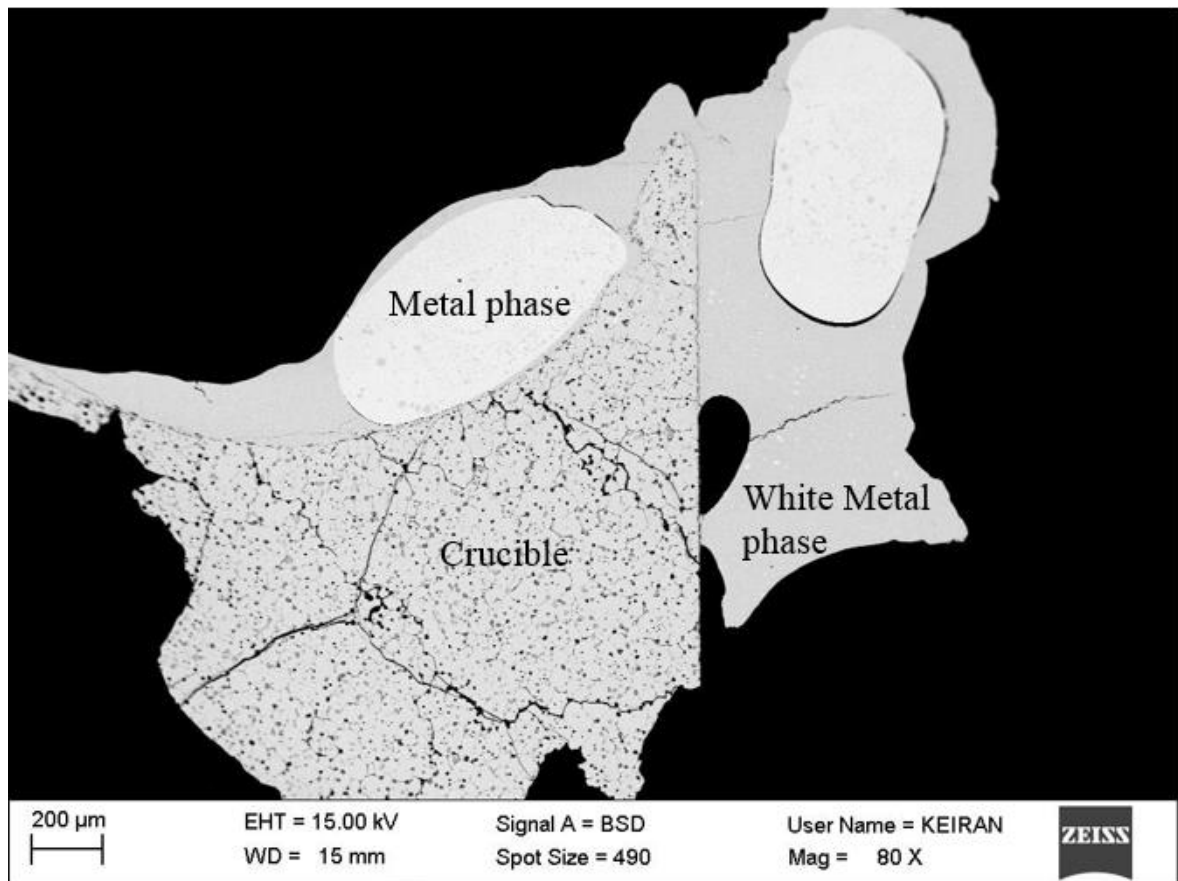 Metal phase
White Metal
phase
Crucible
200 µm
EHT = 15.00 kV
WD = 15 mm
Signal A = BSD
Spot Size = 490
User Name = KEIRAN
Mag = 80 X
ZEISS